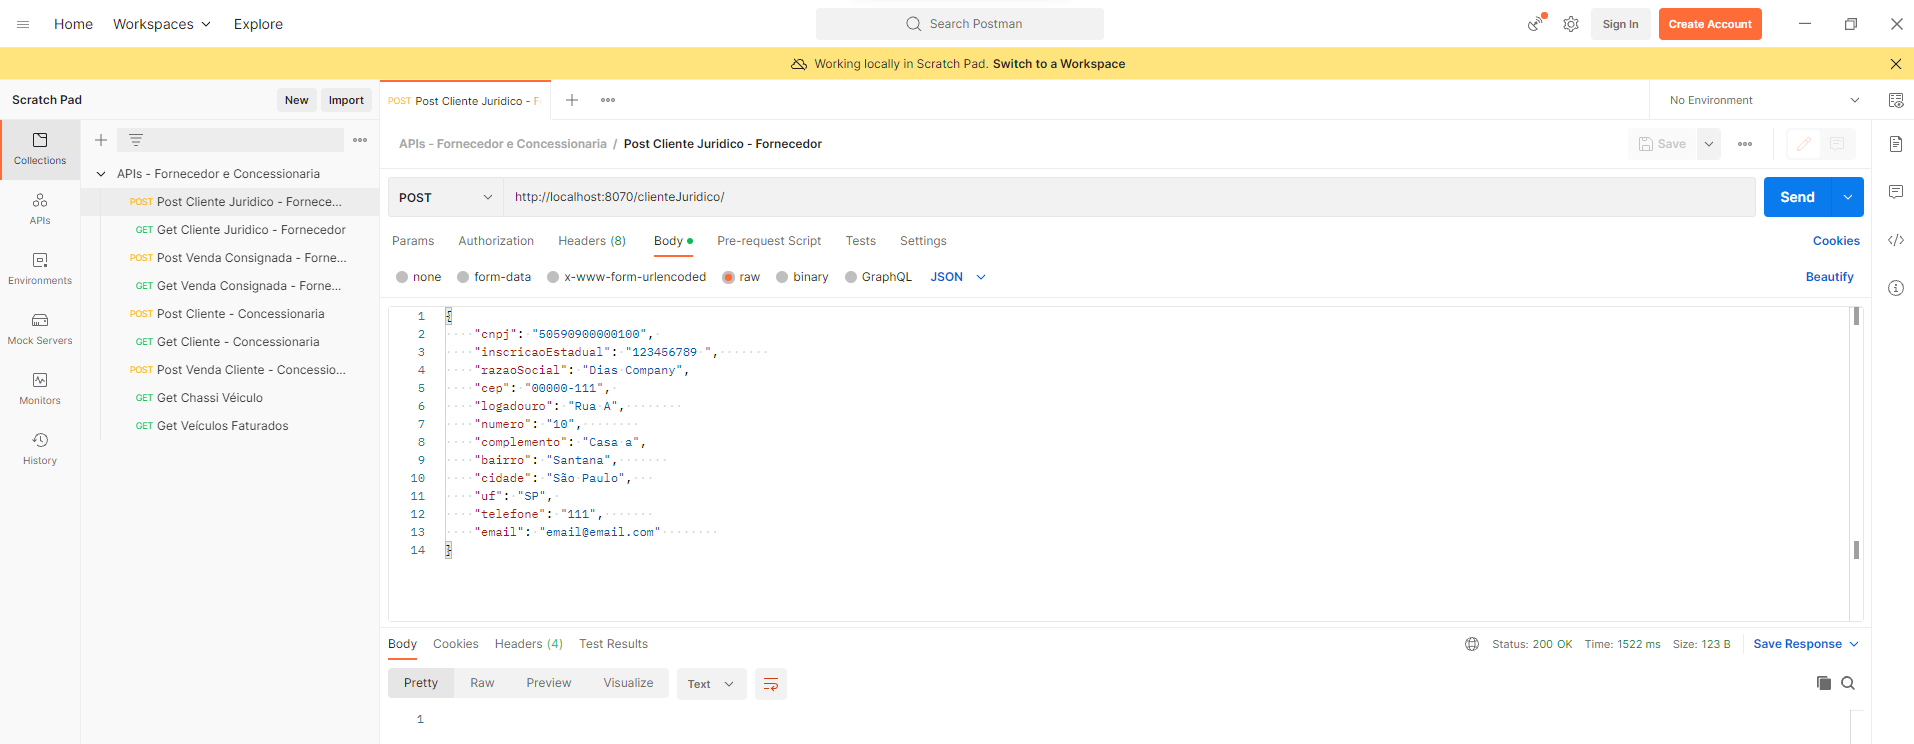 Home Workspaces Explore Search Postman Sign In Create Account
Working locally in Scratch Pad. Switch to a Workspace
Scratch Pad New Import
POST Post Cliente Juridico - F
No Environment
Collections
APIs
Environments
Mock Servers
Monitors
History
APIs - Fornecedor e Concessionaria
POST Post Cliente Juridico - Fornece...
GET Get Cliente Juridico - Fornecedor
POST Post Venda Consignada - Forne...
GET Get Venda Consignada - Forne...
POST Post Cliente - Concessionaria
GET Get Cliente - Concessionaria
POST Post Venda Cliente - Concessio...
GET Get Chassi Véiculo
GET Get Veículos Faturados
APIs - Fornecedor e Concessionaria / Post Cliente Juridico - Fornecedor
Save
POST http://localhost:8070/clienteJuridico/ Send
Params Authorization Headers (8) Body Pre-request Script Tests Settings Cookies
none form-data x-www-form-urlencoded raw binary GraphQL JSON Beautify
1 {
2 "cnpj": "50590900000100",
3 "inscricaoEstadual": "123456789 ",
4 "razaoSocial": "Dias Company",
5 "cep": "00000-111",
6 "logadouro": "Rua A",
7 "numero": "10",
8 "complemento": "Casa a",
9 "bairro": "Santana",
10 "cidade": "São Paulo",
11 "uf": "SP",
12 "telefone": "111",
13 "email": "email@email.com"
14 }
Body Cookies Headers (4) Test Results Status: 200 OK Time: 1522 ms Size: 123 B Save Response
Pretty Raw Preview Visualize Text
1